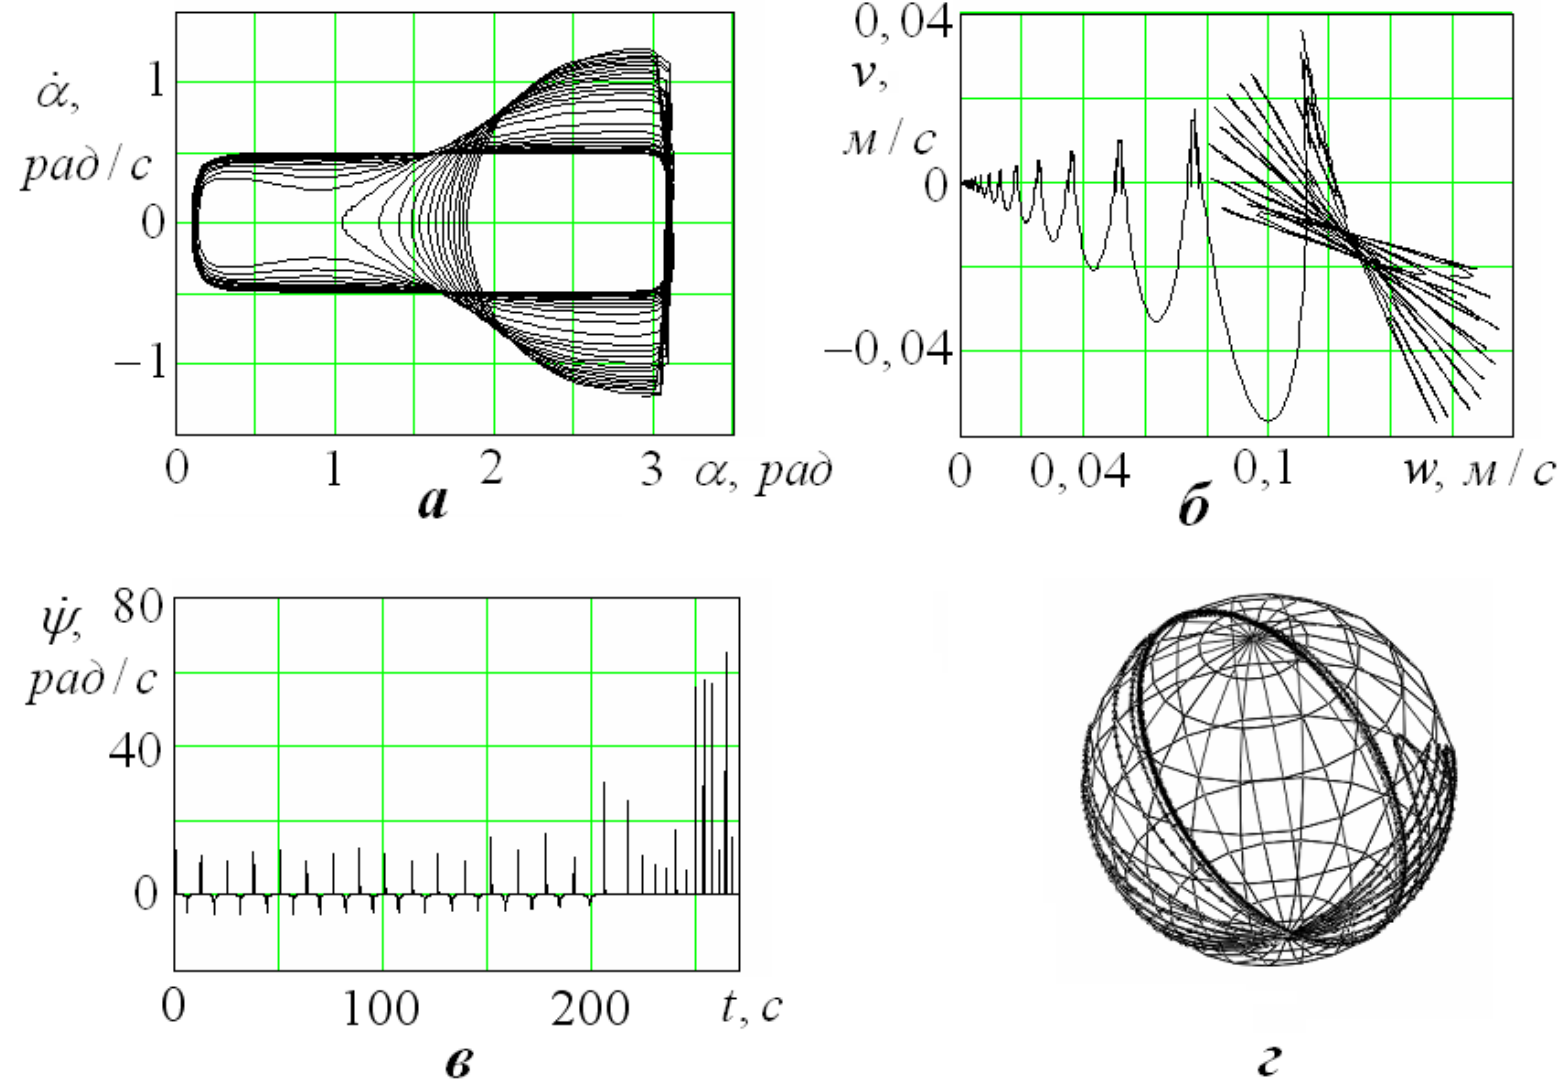 α̇,
рад / с
1
0
−1
0 1 2 3 α, рад
а
0,04
v,
м / с
0
−0,04
0 0,04 0,1 w, м / с
б
80
ψ̇,
рад / с
40
0
0 100 200 t, с
в
г